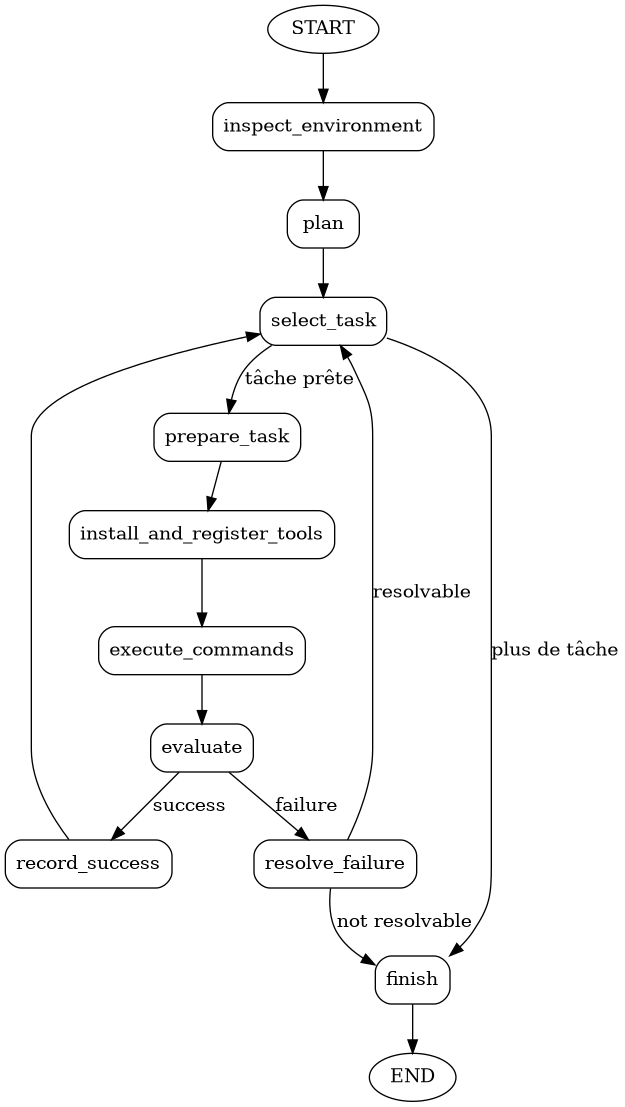 START
inspect_environment
plan
select_task
tâche prête
prepare_task
install_and_register_tools
resolvable
execute_commands
plus de tâche
evaluate
success
failure
record_success
resolve_failure
not resolvable
finish
END